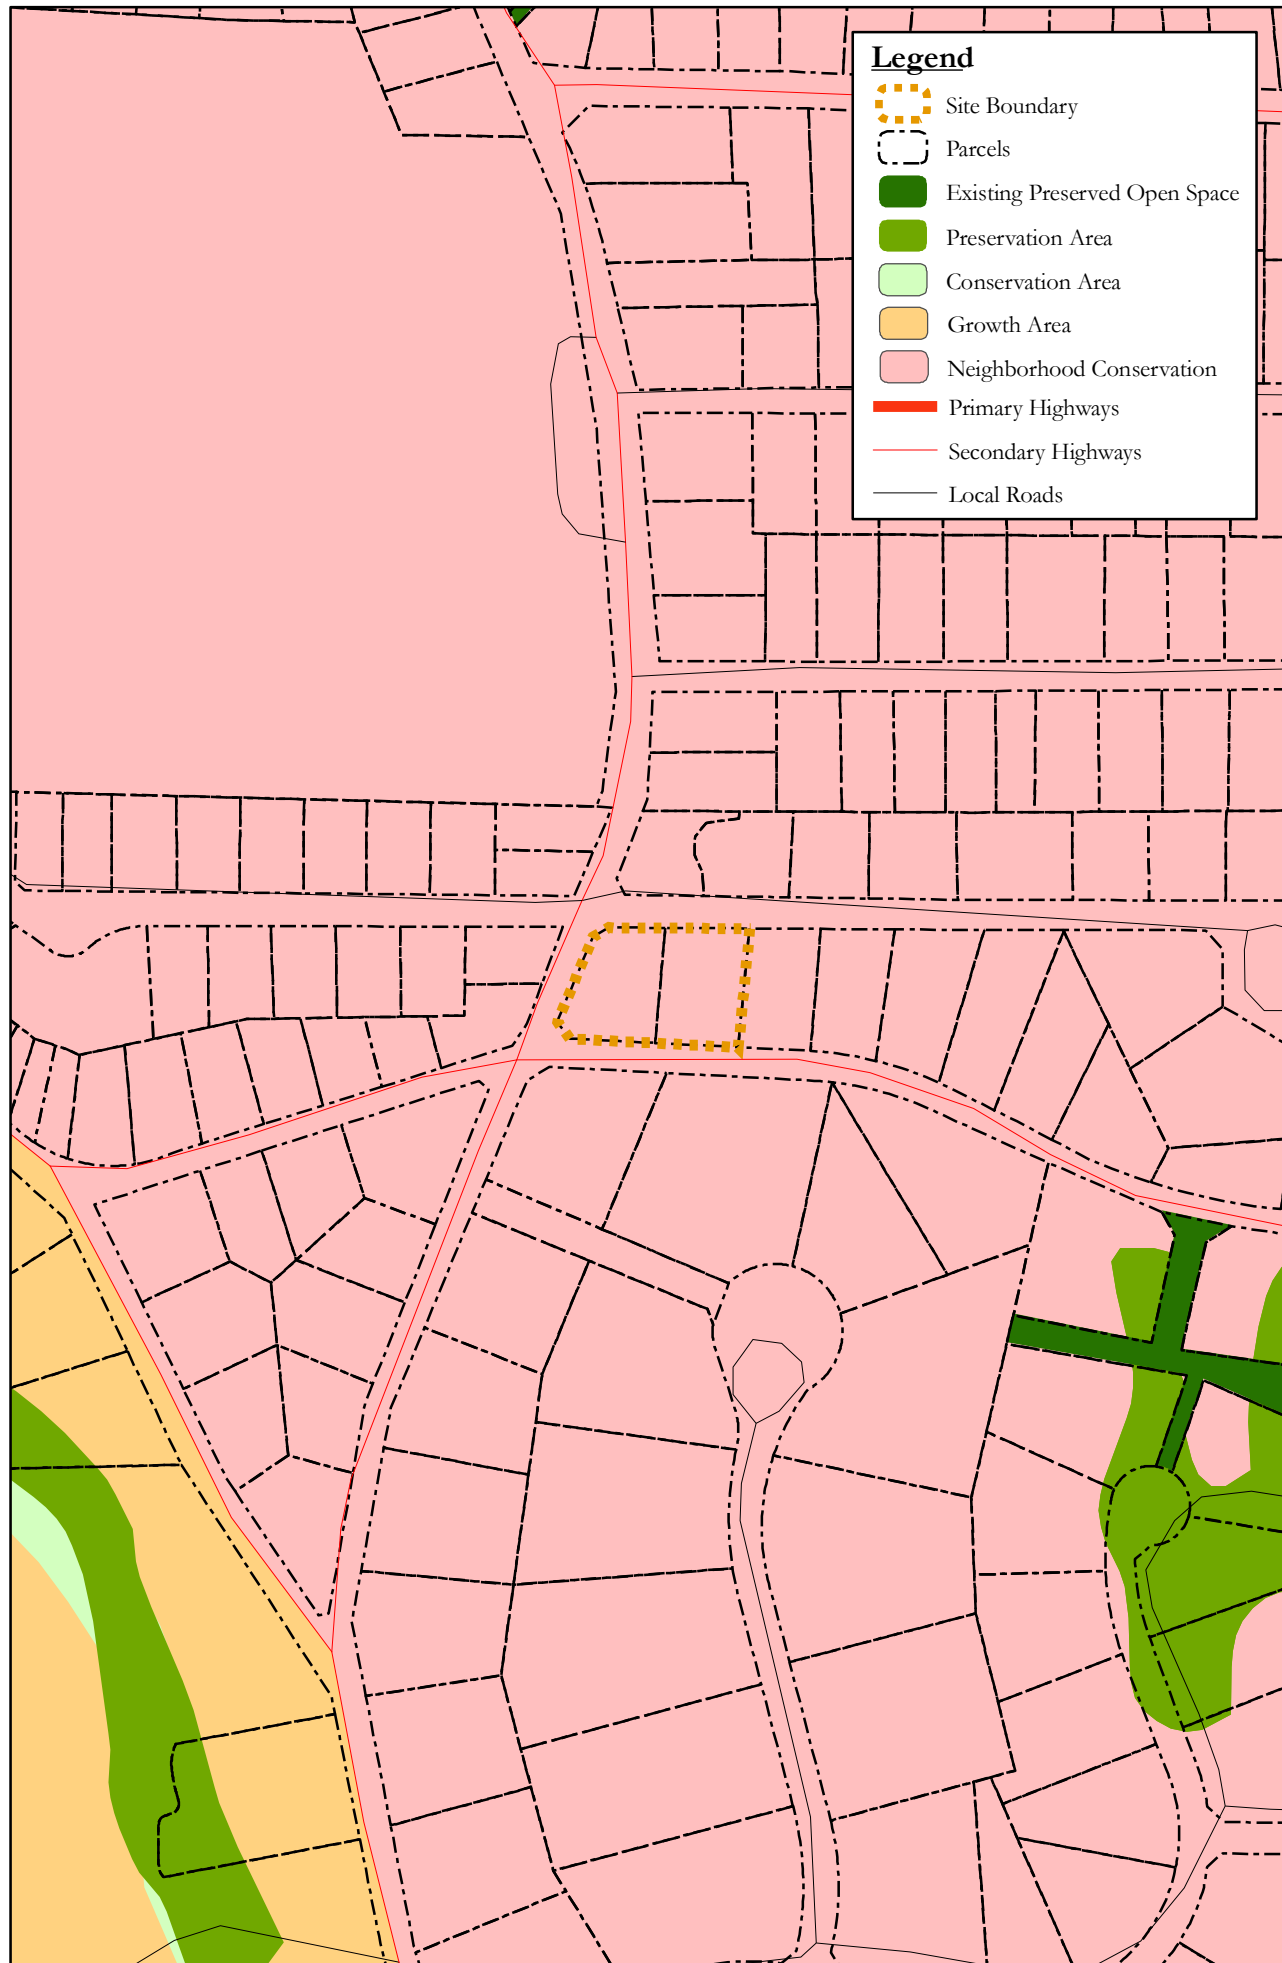 Legend
Site Boundary
Parcels
Existing Preserved Open Space
Preservation Area
Conservation Area
Growth Area
Neighborhood Conservation
Primary Highways
Secondary Highways
Local Roads